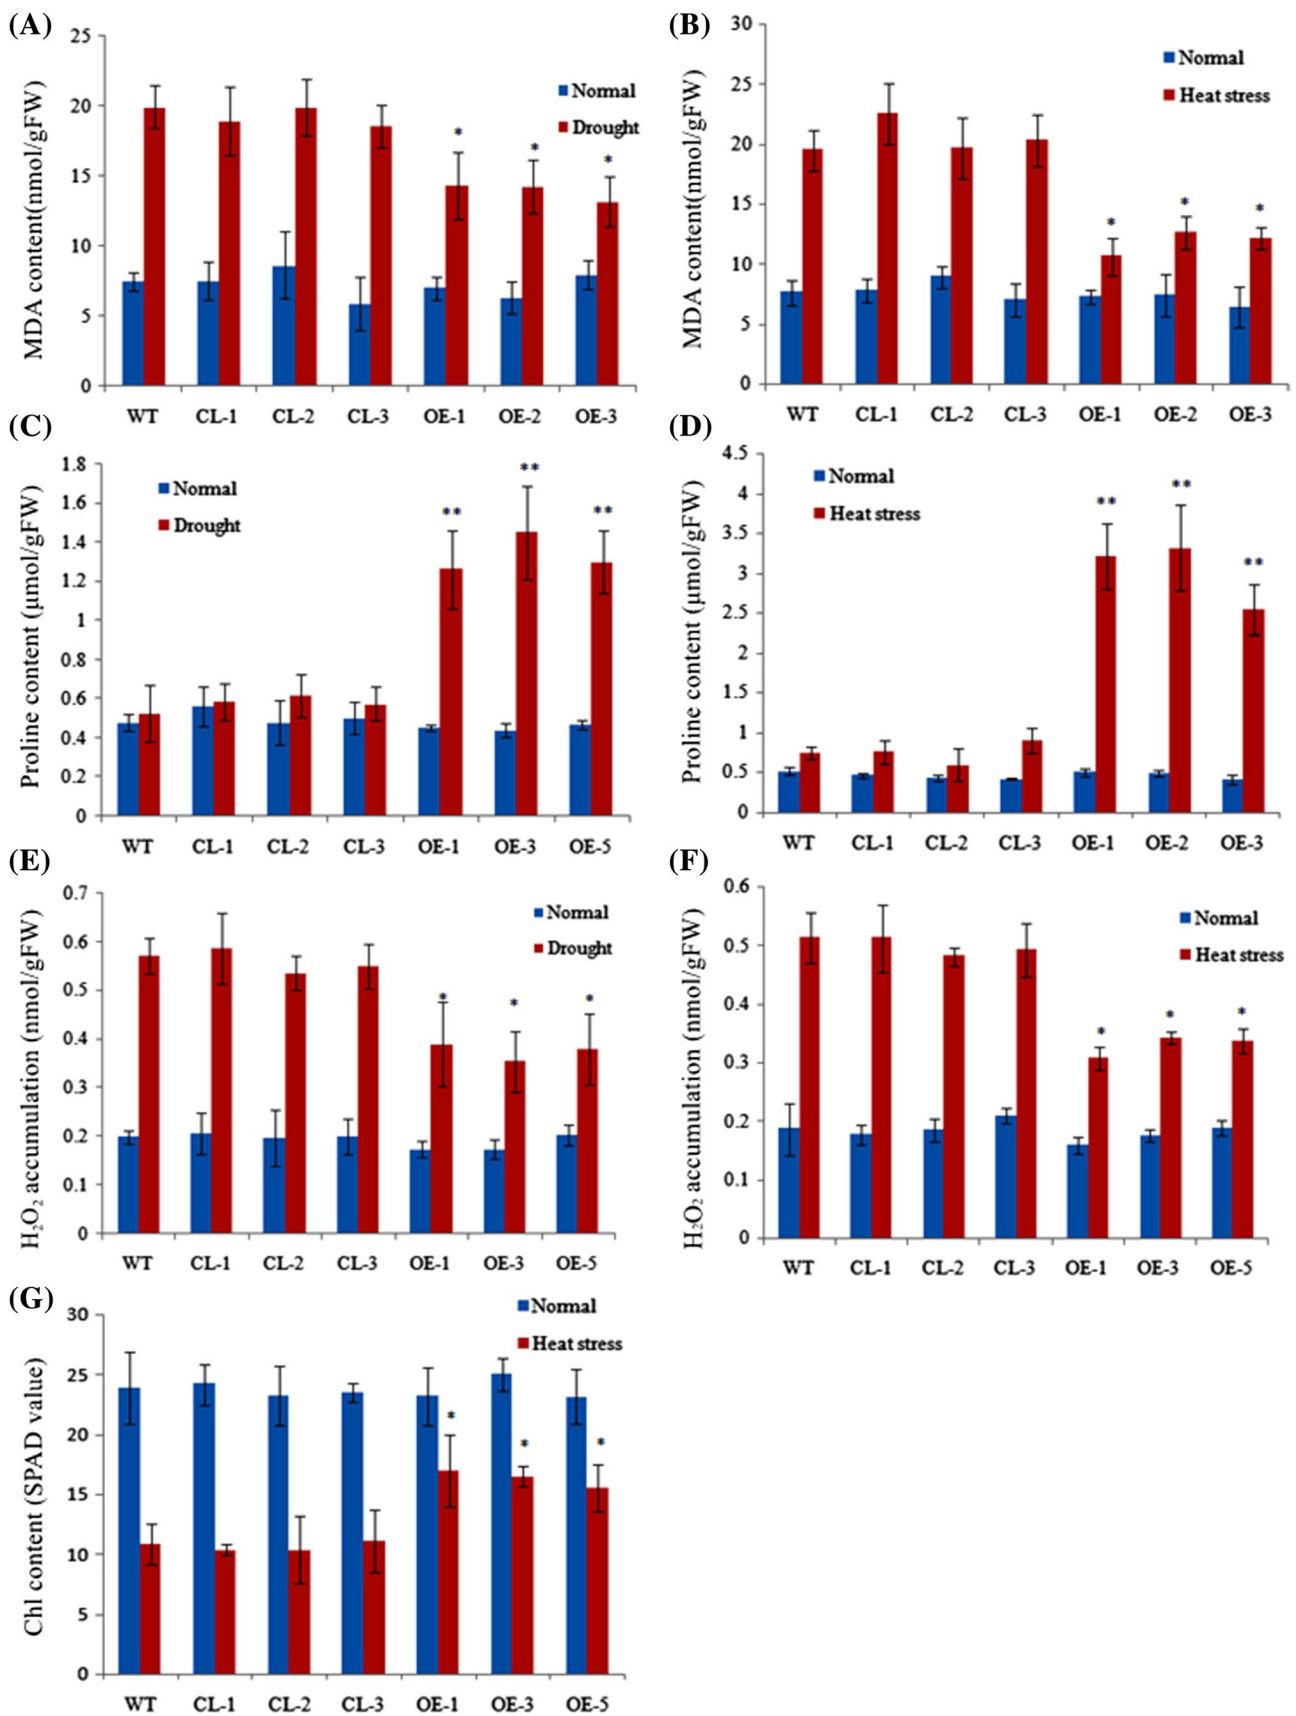 (A)
MDA content(nmol/gFW)
25
20
15
10
5
0
Normal
Drought
*
*
*
WT CL-1 CL-2 CL-3 OE-1 OE-2 OE-3
(B)
MDA content(nmol/gFW)
30
25
20
15
10
5
0
Normal
Heat stress
*
*
*
WT CL-1 CL-2 CL-3 OE-1 OE-2 OE-3
(C)
Proline content (μmol/gFW)
1.8
1.6
1.4
1.2
1
0.8
0.6
0.4
0.2
0
Normal
Drought
**
**
**
WT CL-1 CL-2 CL-3 OE-1 OE-3 OE-5
(D)
Proline content (μmol/gFW)
4.5
4
3.5
3
2.5
2
1.5
1
0.5
0
Normal
Heat stress
**
**
**
WT CL-1 CL-2 CL-3 OE-1 OE-2 OE-3
(E)
H₂O₂ accumulation (nmol/gFW)
0.7
0.6
0.5
0.4
0.3
0.2
0.1
0
Normal
Drought
*
*
*
WT CL-1 CL-2 CL-3 OE-1 OE-3 OE-5
(F)
H₂O₂ accumulation (nmol/gFW)
0.6
0.5
0.4
0.3
0.2
0.1
0
Normal
Heat stress
*
*
*
WT CL-1 CL-2 CL-3 OE-1 OE-3 OE-5
(G)
Chl content (SPAD value)
30
25
20
15
10
5
0
Normal
Heat stress
*
*
*
WT CL-1 CL-2 CL-3 OE-1 OE-3 OE-5